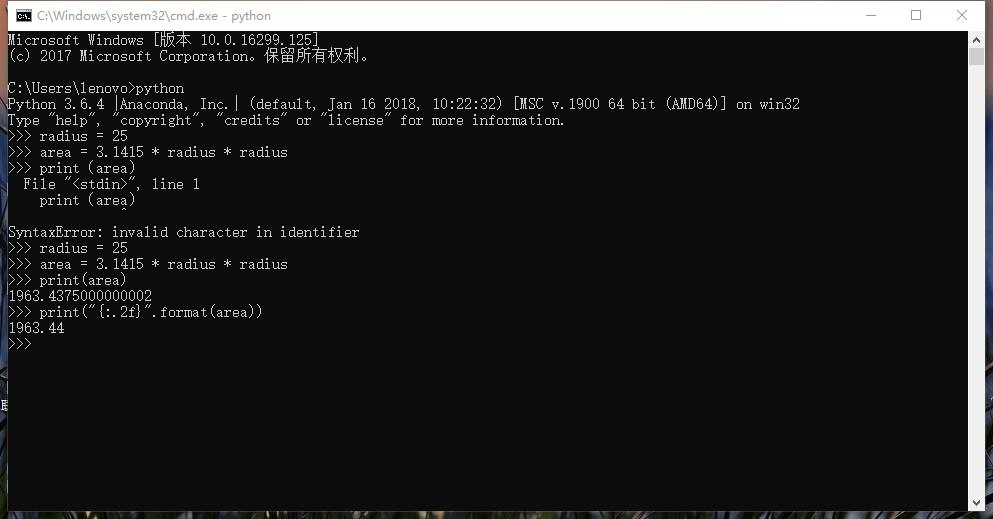 C:\Windows\system32\cmd.exe - python
Microsoft Windows [版本 10.0.16299.125]
(c) 2017 Microsoft Corporation。保留所有权利。
C:\Users\lenovo>python
Python 3.6.4 |Anaconda, Inc.| (default, Jan 16 2018, 10:22:32) [MSC v.1900 64 bit (AMD64)] on win32
Type "help", "copyright", "credits" or "license" for more information.
>>> radius = 25
>>> area = 3.1415 * radius * radius
>>> print (area)
  File "<stdin>", line 1
    print (area)
               ^
SyntaxError: invalid character in identifier
>>> radius = 25
>>> area = 3.1415 * radius * radius
>>> print(area)
1963.4375000000002
>>> print("{:.2f}".format(area))
1963.44
>>>